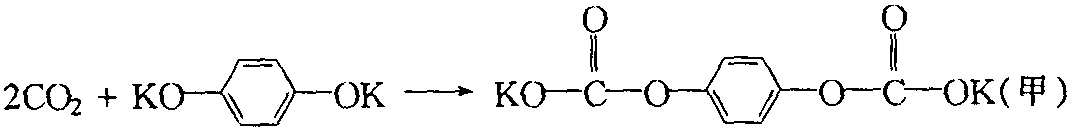 O O
|| ||
2CO₂ + KO—⌬—OK ⟶ KO—C—O—⌬—O—C—OK(甲)